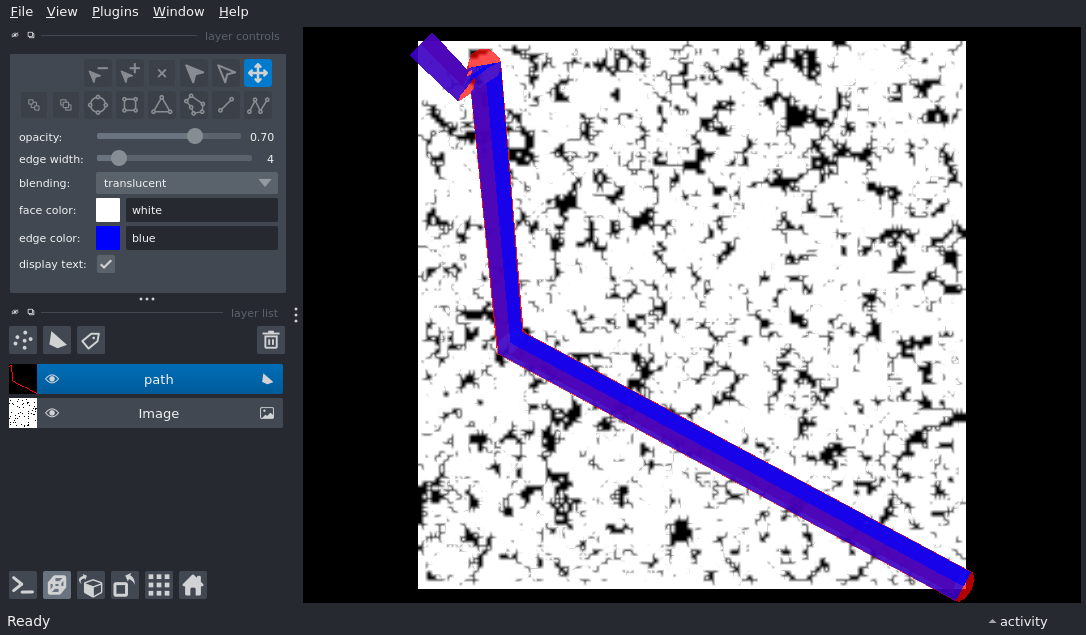 File View Plugins Window Help
layer controls
opacity: 0.70
edge width: 4
blending: translucent
face color: white
edge color: blue
display text:
layer list
path
Image
Ready
activity